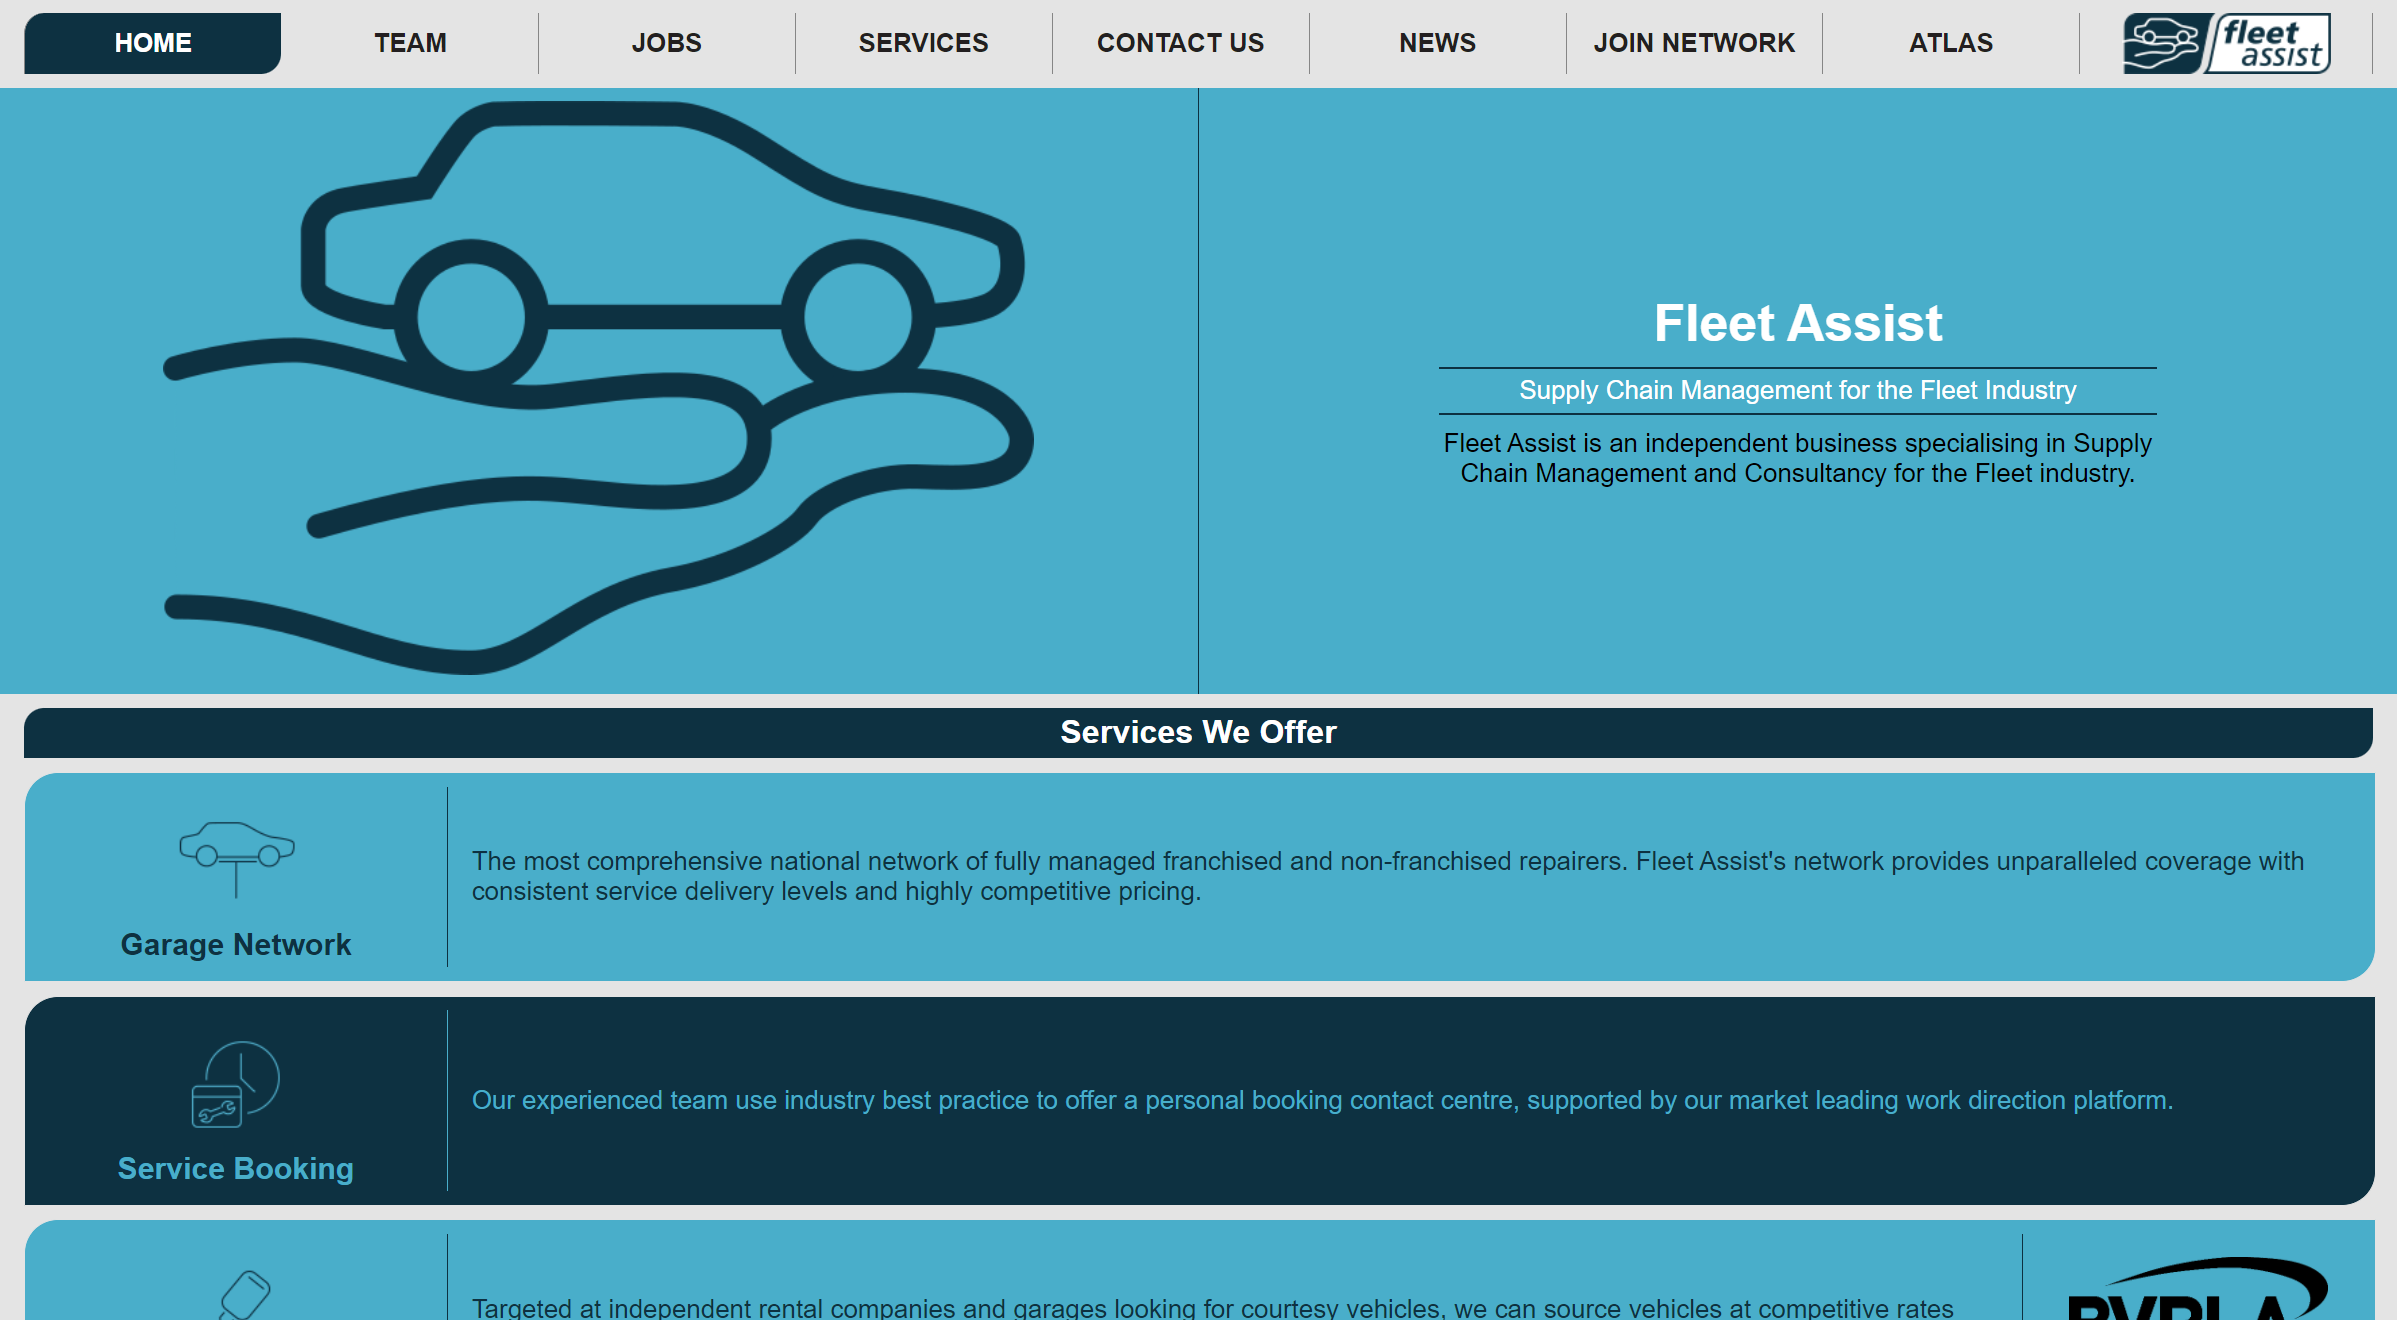 HOME
TEAM
JOBS
SERVICES
CONTACT US
NEWS
JOIN NETWORK
ATLAS
fleet
assist
Fleet Assist
Supply Chain Management for the Fleet Industry
Fleet Assist is an independent business specialising in Supply
Chain Management and Consultancy for the Fleet industry.
Services We Offer
Garage Network
The most comprehensive national network of fully managed franchised and non-franchised repairers. Fleet Assist's network provides unparalleled coverage with
consistent service delivery levels and highly competitive pricing.
Service Booking
Our experienced team use industry best practice to offer a personal booking contact centre, supported by our market leading work direction platform.
Targeted at independent rental companies and garages looking for courtesy vehicles, we can source vehicles at competitive rates
BVRLA